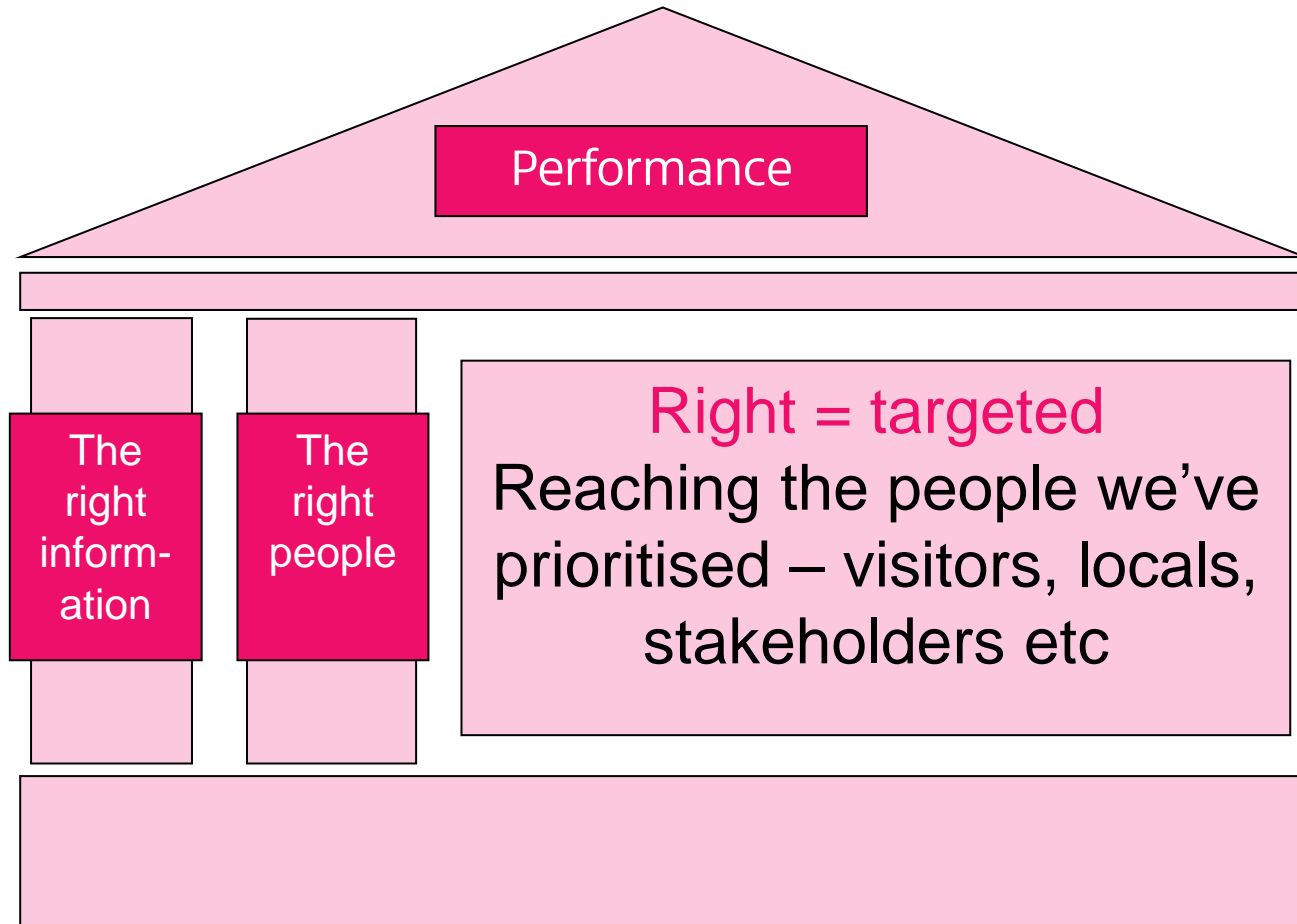 Performance
The
right
inform-
ation
The
right
people
Right = targeted
Reaching the people we’ve
prioritised – visitors, locals,
stakeholders etc